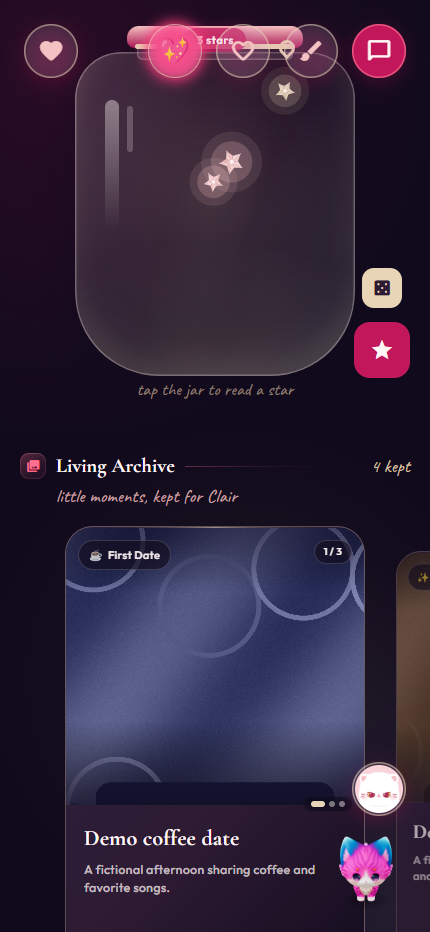 3 stars
tap the jar to read a star
Living Archive
4 kept
little moments, kept for Clair
First Date
1 / 3
Demo coffee date
A fictional afternoon sharing coffee and
favorite songs.